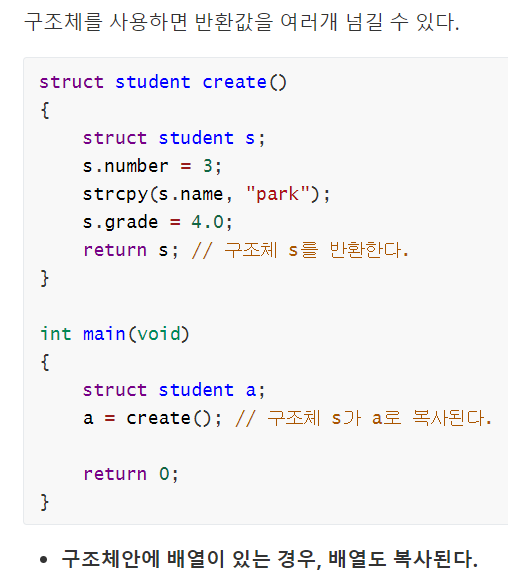 구조체를 사용하면 반환값을 여러개 넘길 수 있다.
struct student create()
{
    struct student s;
    s.number = 3;
    strcpy(s.name, "park");
    s.grade = 4.0;
    return s; // 구조체 s를 반환한다.
}
int main(void)
{
    struct student a;
    a = create(); // 구조체 s가 a로 복사된다.
    return 0;
}
• 구조체안에 배열이 있는 경우, 배열도 복사된다.